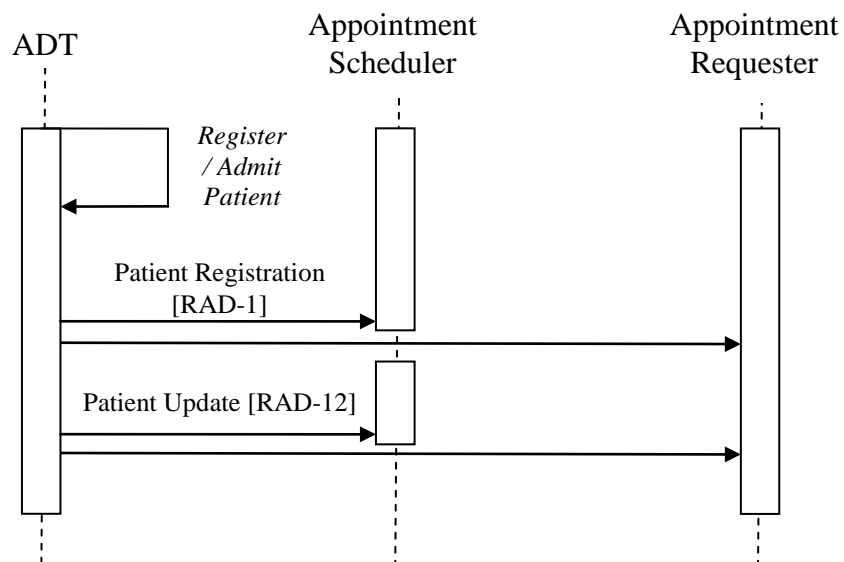 ADT
Appointment
Scheduler
Appointment
Requester
Register
/ Admit
Patient
Patient Registration
[RAD-1]
Patient Update [RAD-12]